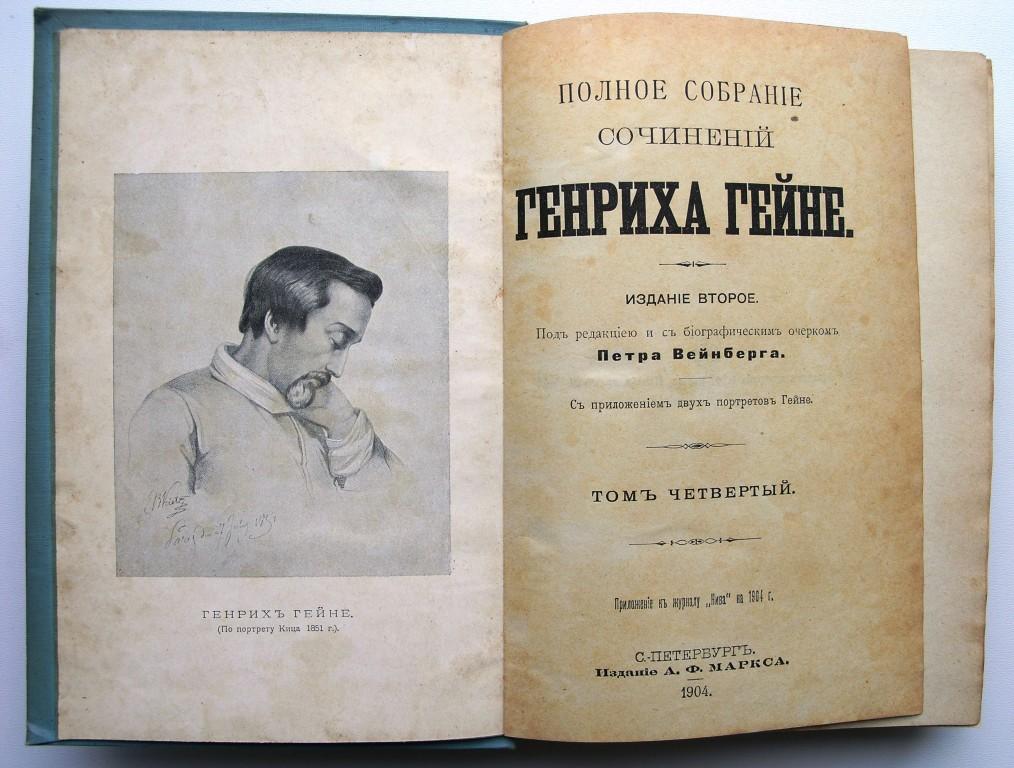 ГЕНРИХЪ ГЕЙНЕ.
(По портрету Кица 1851 г.).
ПОЛНОЕ СОБРАНІЕ
СОЧИНЕНІЙ
ГЕНРИХА ГЕЙНЕ.
ИЗДАНІЕ ВТОРОЕ.
Подъ редакціею и съ біографическимъ очеркомъ
Петра Вейнберга.
Съ приложеніемъ двухъ портретовъ Гейне.
ТОМЪ ЧЕТВЕРТЫЙ.
Приложеніе къ журналу „Нива“ на 1904 г.
С.-ПЕТЕРБУРГЪ.
Изданіе А. Ф. МАРКСА.
1904.